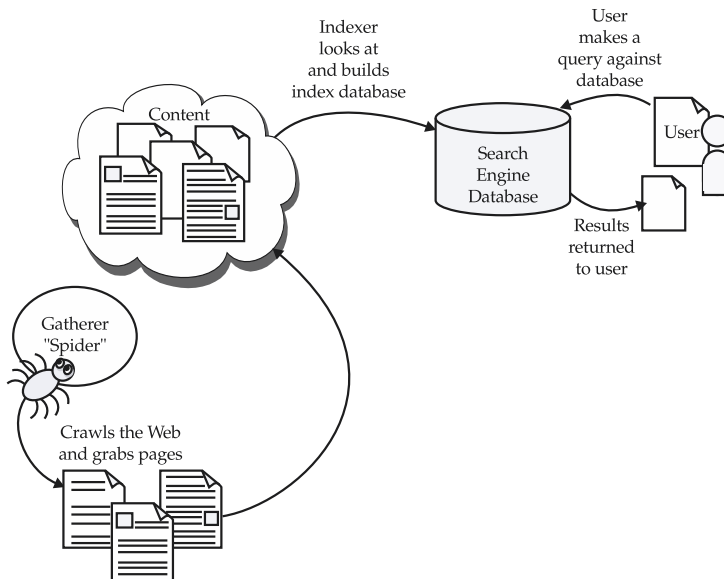 Indexer
looks at
and builds
index database
User
makes a
query against
database
Content
User
Search
Engine
Database
Results
returned
to user
Gatherer
"Spider"
Crawls the Web
and grabs pages